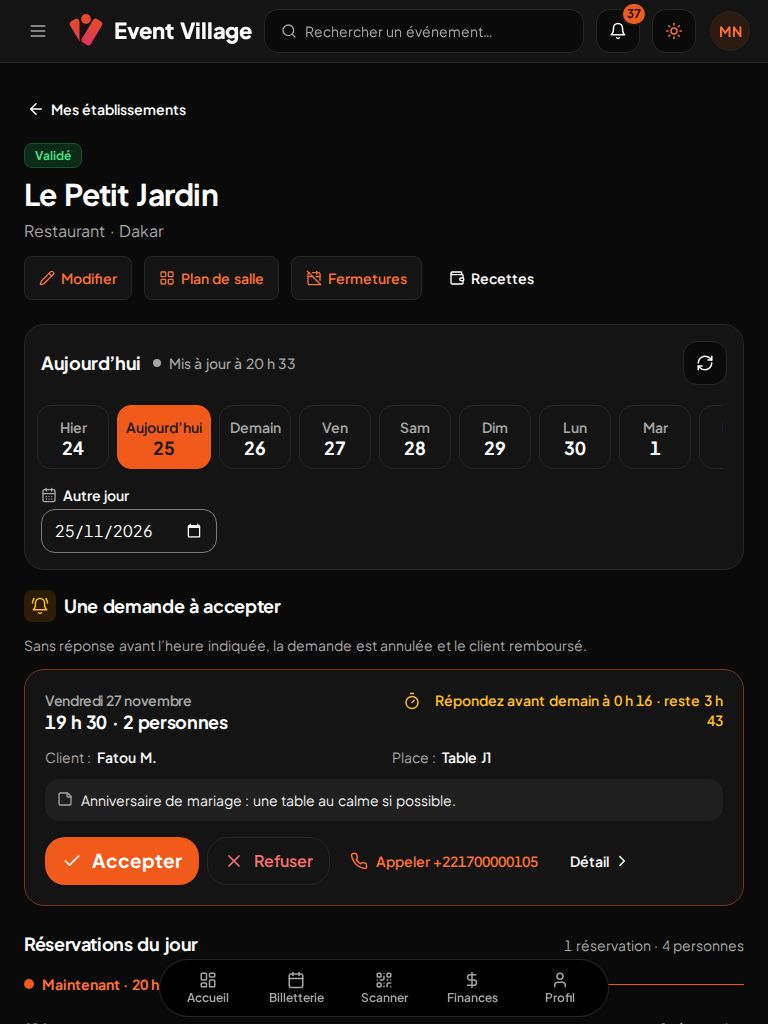 Event Village
Rechercher un événement…
37
MN
Mes établissements
Validé
Le Petit Jardin
Restaurant · Dakar
Modifier
Plan de salle
Fermetures
Recettes
Aujourd’hui
Mis à jour à 20 h 33
Hier
24
Aujourd’hui
25
Demain
26
Ven
27
Sam
28
Dim
29
Lun
30
Mar
1
Autre jour
25/11/2026
Une demande à accepter
Sans réponse avant l’heure indiquée, la demande est annulée et le client remboursé.
Vendredi 27 novembre
19 h 30 · 2 personnes
Répondez avant demain à 0 h 16 · reste 3 h
43
Client : Fatou M.
Place : Table J1
Anniversaire de mariage : une table au calme si possible.
Accepter
Refuser
Appeler +221700000105
Détail
Réservations du jour
1 réservation · 4 personnes
Maintenant · 20 h
Accueil
Billetterie
Scanner
Finances
Profil